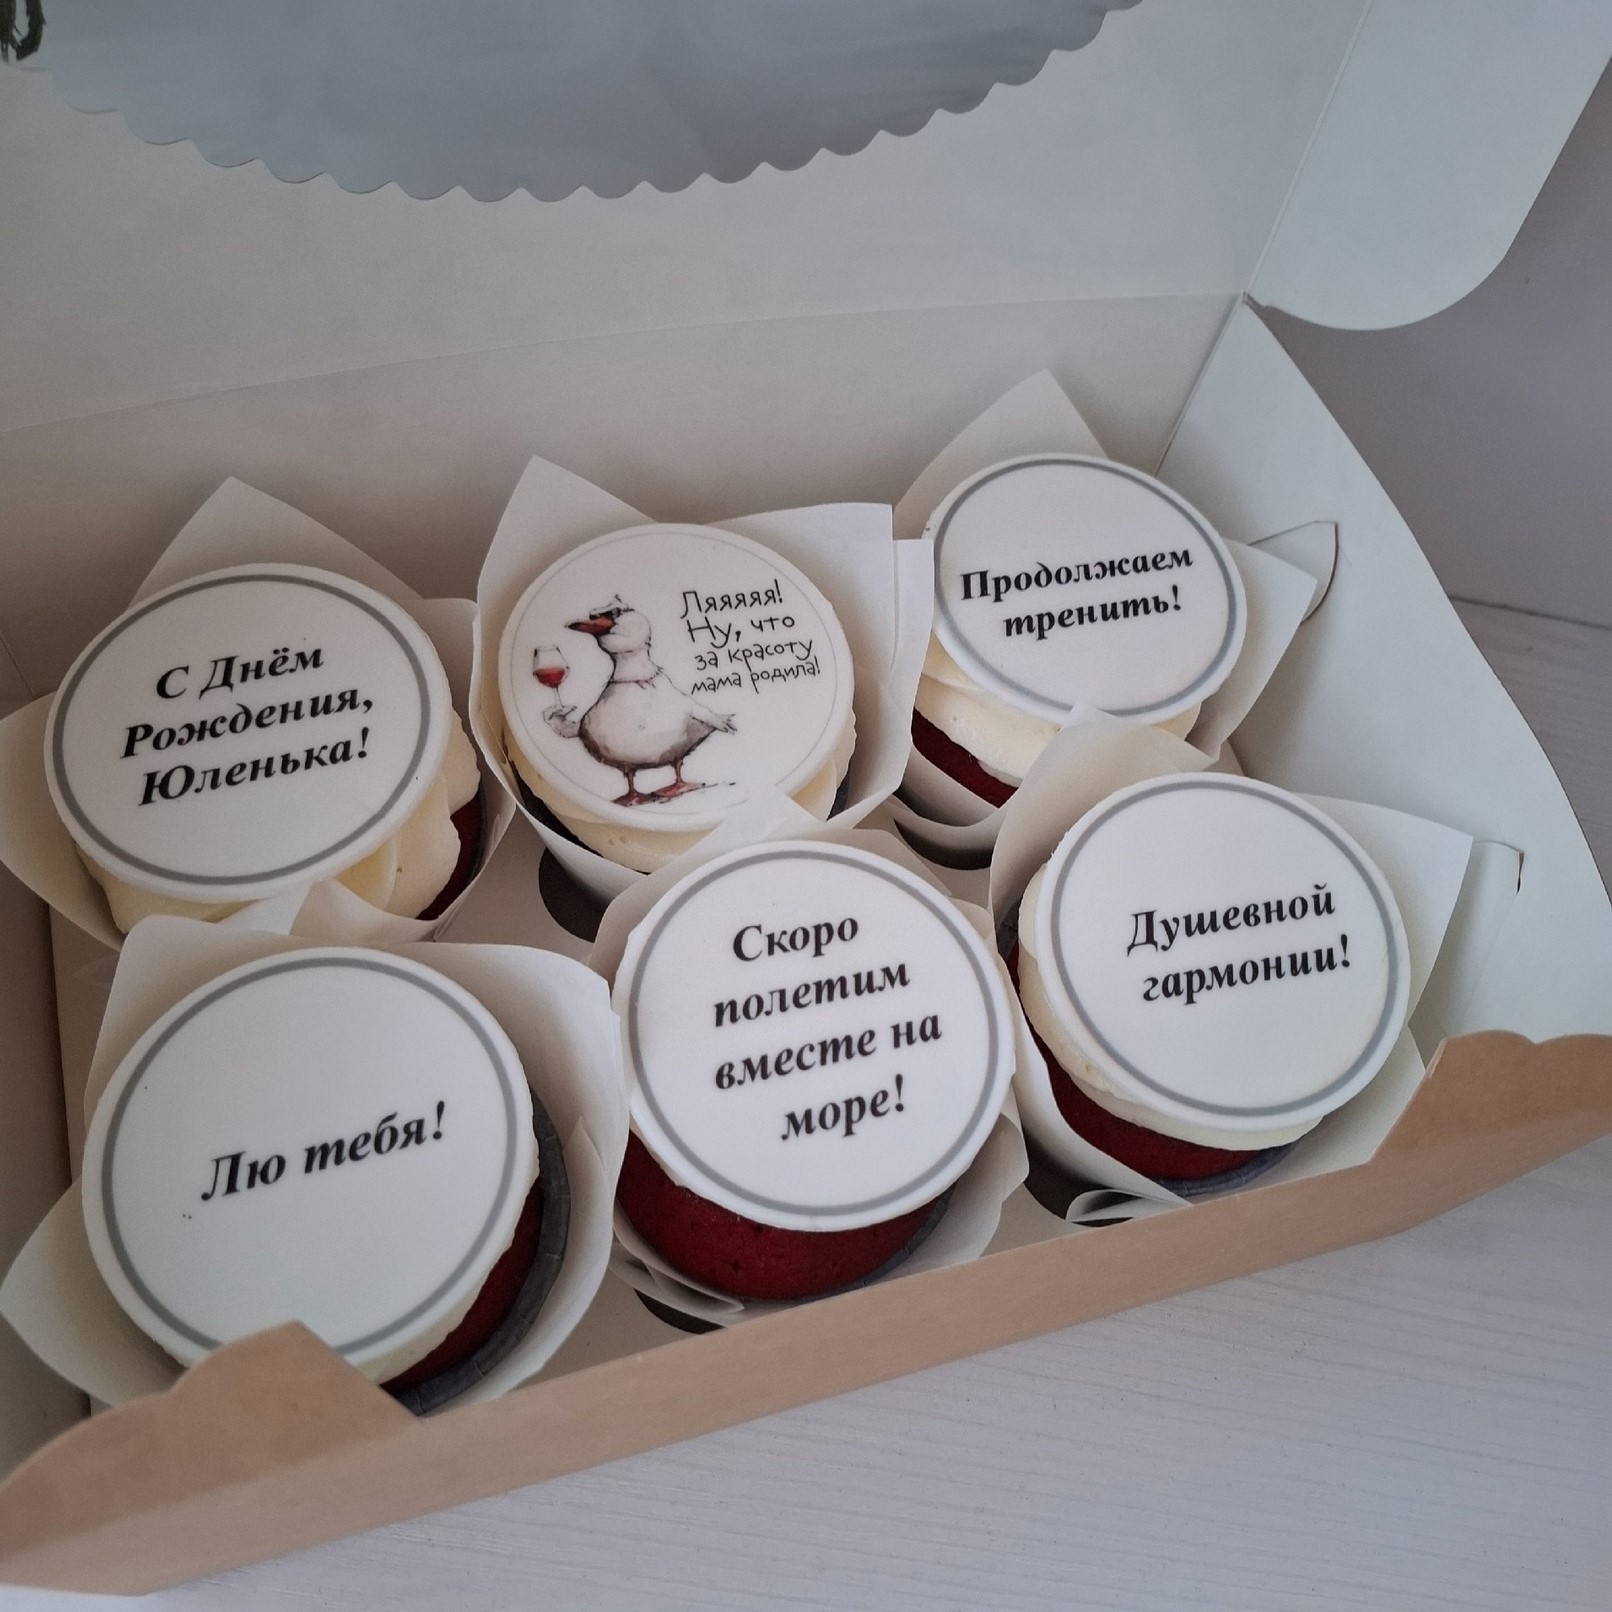 С Днём
Рождения,
Юленька!
Ляяяяя!
Ну, что
за красоту
мама родила!
Продолжаем
тренить!
Лю тебя!
Скоро
полетим
вместе на
море!
Душевной
гармонии!